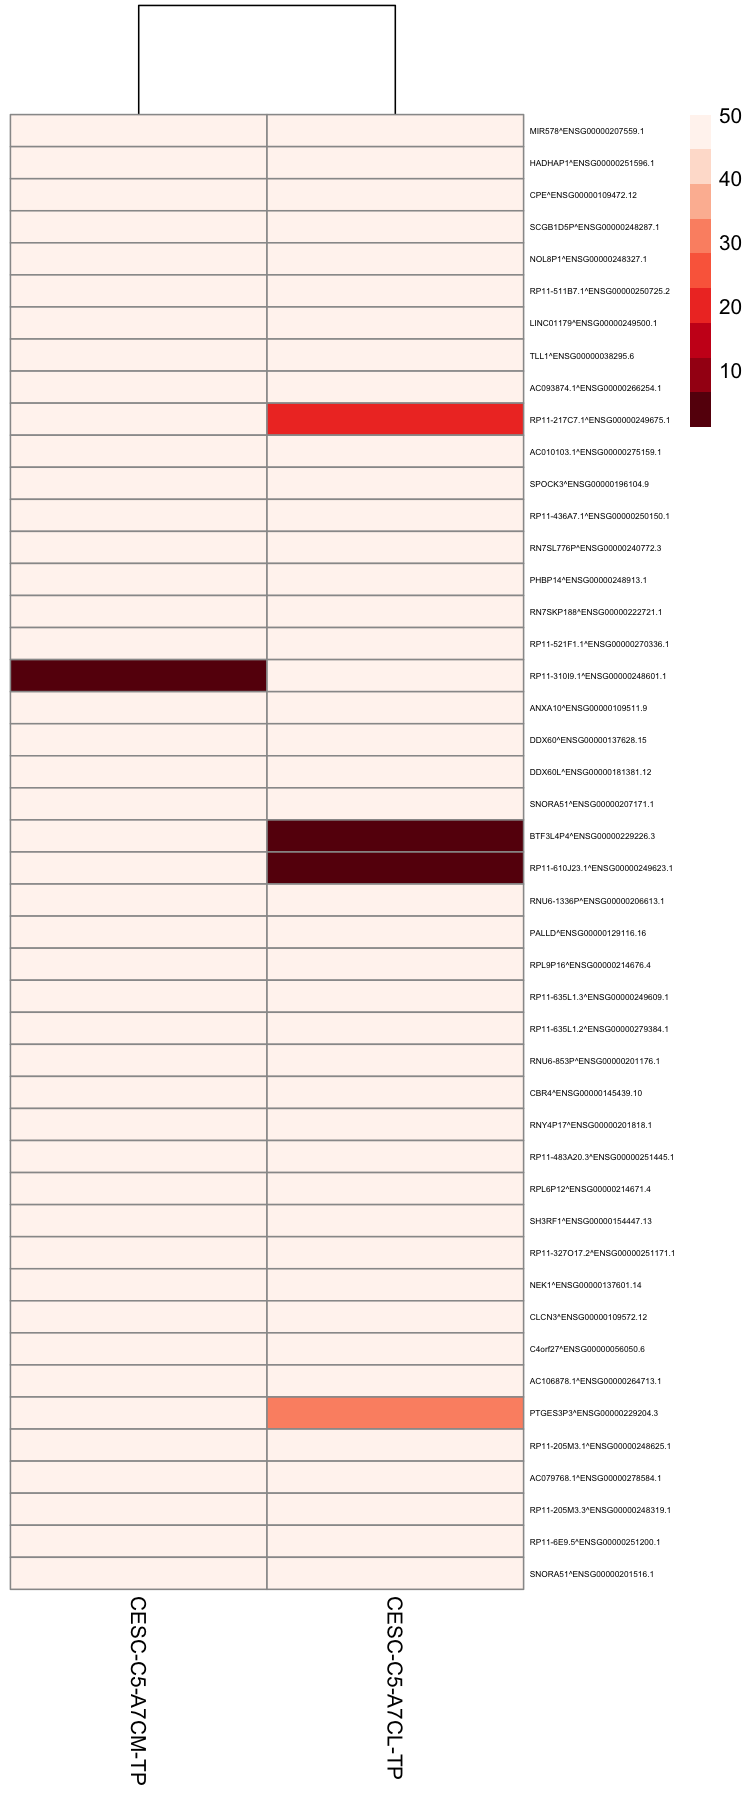 50
40
30
20
10
MIR578^ENSG00000207559.1
HADHAP1^ENSG00000251596.1
CPE^ENSG00000109472.12
SCGB1D5P^ENSG00000248287.1
NOL8P1^ENSG00000248327.1
RP11-511B7.1^ENSG00000250725.2
LINC01179^ENSG00000249500.1
TLL1^ENSG00000038295.6
AC093874.1^ENSG00000266254.1
RP11-217C7.1^ENSG00000249675.1
AC010103.1^ENSG00000275159.1
SPOCK3^ENSG00000196104.9
RP11-436A7.1^ENSG00000250150.1
RN7SL776P^ENSG00000240772.3
PHBP14^ENSG00000248913.1
RN7SKP188^ENSG00000222721.1
RP11-521F1.1^ENSG00000270336.1
RP11-310I9.1^ENSG00000248601.1
ANXA10^ENSG00000109511.9
DDX60^ENSG00000137628.15
DDX60L^ENSG00000181381.12
SNORA51^ENSG00000207171.1
BTF3L4P4^ENSG00000229226.3
RP11-610J23.1^ENSG00000249623.1
RNU6-1336P^ENSG00000206613.1
PALLD^ENSG00000129116.16
RPL9P16^ENSG00000214676.4
RP11-635L1.3^ENSG00000249609.1
RP11-635L1.2^ENSG00000279384.1
RNU6-853P^ENSG00000201176.1
CBR4^ENSG00000145439.10
RNY4P17^ENSG00000201818.1
RP11-483A20.3^ENSG00000251445.1
RPL6P12^ENSG00000214671.4
SH3RF1^ENSG00000154447.13
RP11-327O17.2^ENSG00000251171.1
NEK1^ENSG00000137601.14
CLCN3^ENSG00000109572.12
C4orf27^ENSG00000056050.6
AC106878.1^ENSG00000264713.1
PTGES3P3^ENSG00000229204.3
RP11-205M3.1^ENSG00000248625.1
AC079768.1^ENSG00000278584.1
RP11-205M3.3^ENSG00000248319.1
RP11-6E9.5^ENSG00000251200.1
SNORA51^ENSG00000201516.1
CESC-C5-A7CM-TP
CESC-C5-A7CL-TP